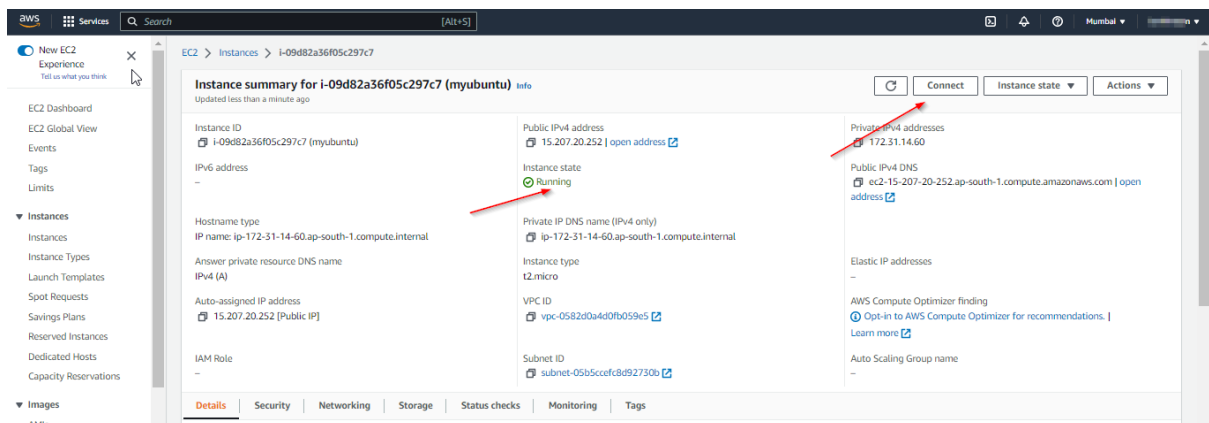 aws
Services
Search
[Alt+S]
Mumbai
New EC2
Experience
Tell us what you think
EC2 Dashboard
EC2 Global View
Events
Tags
Limits
Instances
Instances
Instance Types
Launch Templates
Spot Requests
Savings Plans
Reserved Instances
Dedicated Hosts
Capacity Reservations
Images
EC2 > Instances > i-09d82a36f05c297c7
Instance summary for i-09d82a36f05c297c7 (myubuntu) Info
Updated less than a minute ago
Connect
Instance state
Actions
Instance ID
i-09d82a36f05c297c7 (myubuntu)
Public IPv4 address
15.207.20.252 | open address
Private IPv4 addresses
172.31.14.60
IPv6 address
–
Instance state
Running
Public IPv4 DNS
ec2-15-207-20-252.ap-south-1.compute.amazonaws.com | open
address
Hostname type
IP name: ip-172-31-14-60.ap-south-1.compute.internal
Private IP DNS name (IPv4 only)
ip-172-31-14-60.ap-south-1.compute.internal
Answer private resource DNS name
IPv4 (A)
Instance type
t2.micro
Elastic IP addresses
–
Auto-assigned IP address
15.207.20.252 [Public IP]
VPC ID
vpc-0582d0a4d0fb059e5
AWS Compute Optimizer finding
Opt-in to AWS Compute Optimizer for recommendations. |
Learn more
IAM Role
–
Subnet ID
subnet-05b5ccefc8d92730b
Auto Scaling Group name
–
Details
Security
Networking
Storage
Status checks
Monitoring
Tags